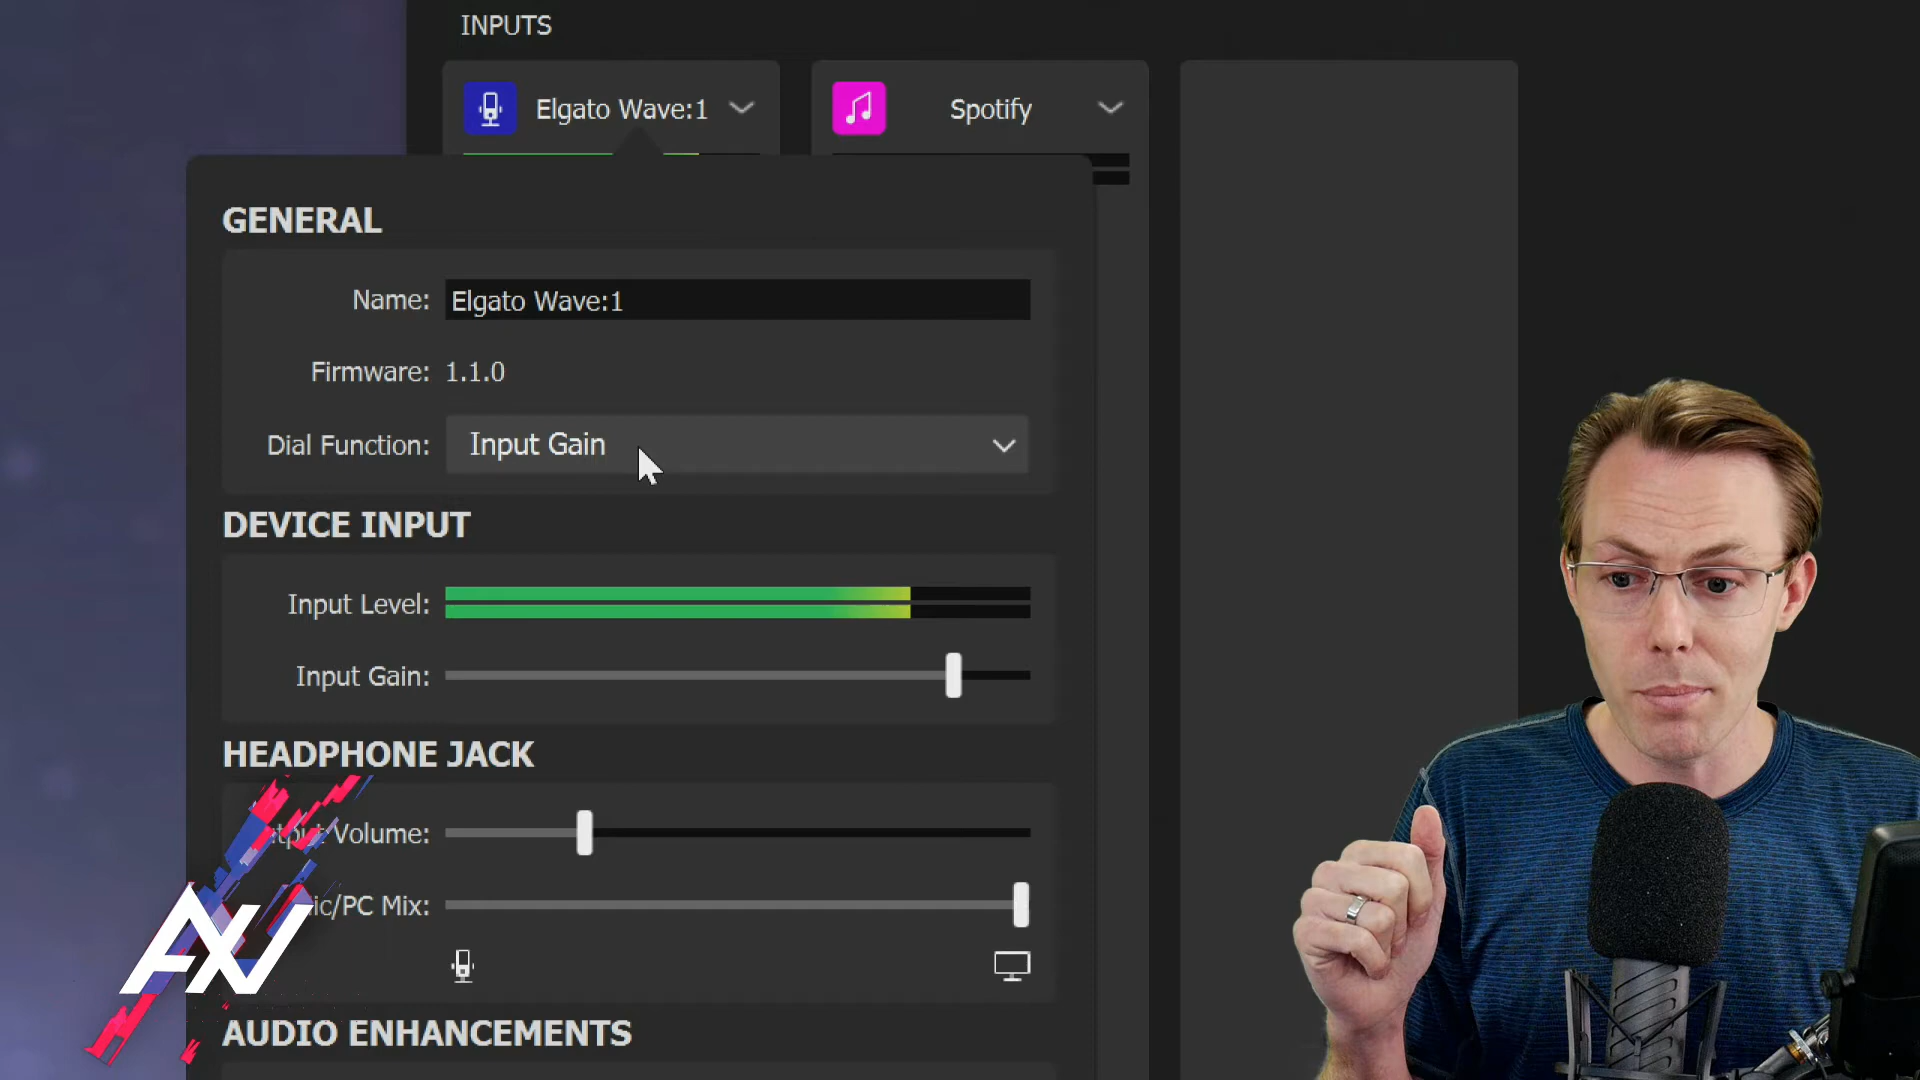 INPUTS
Elgato Wave:1
Spotify
GENERAL
Name: Elgato Wave:1
Firmware: 1.1.0
Dial Function: Input Gain
DEVICE INPUT
Input Level:
Input Gain:
HEADPHONE JACK
Volume:
ic/PC Mix:
AUDIO ENHANCEMENTS